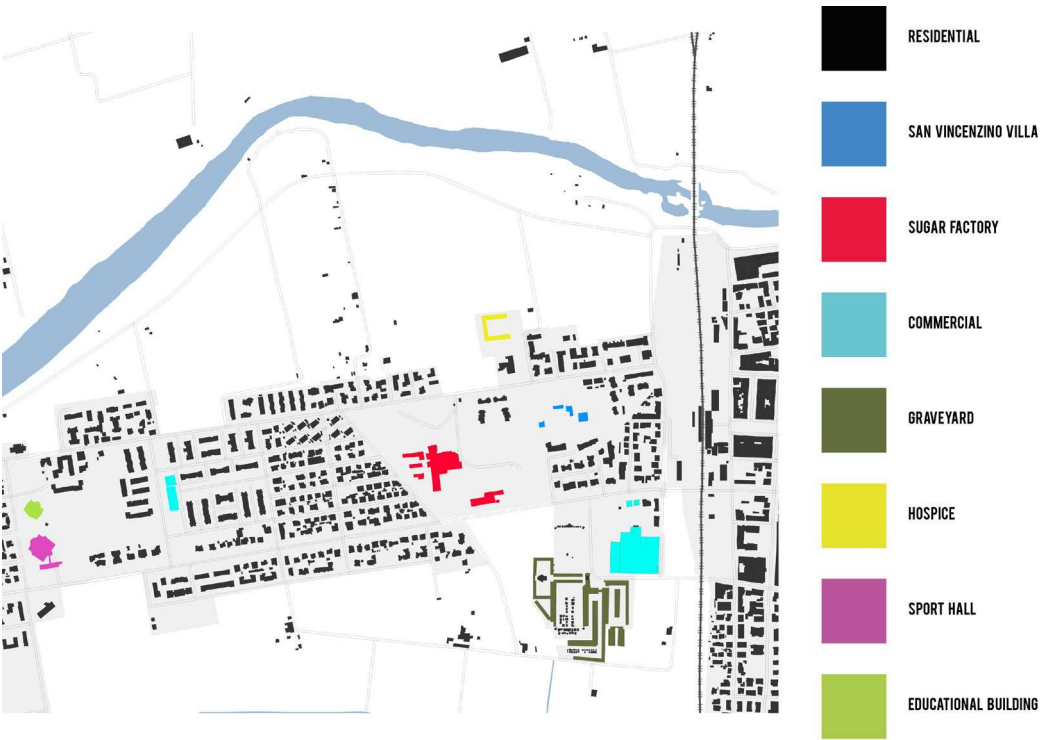 RESIDENTIAL
SAN VINCENZINO VILLA
SUGAR FACTORY
COMMERCIAL
GRAVEYARD
HOSPICE
SPORT HALL
EDUCATIONAL BUILDING